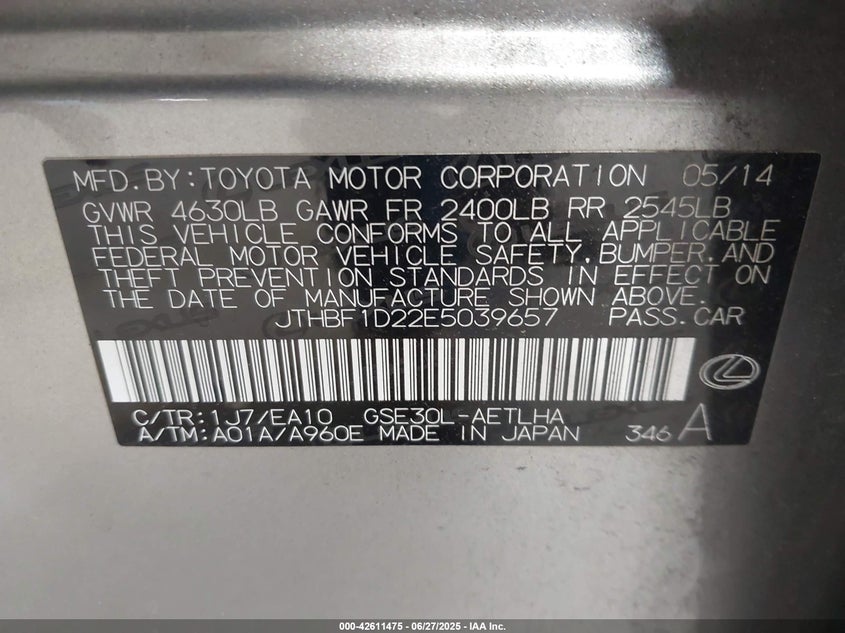 MFD.BY:TOYOTA MOTOR CORPORATION 05/14
GVWR 4630LB GAWR FR 2400LB RR 2545LB
THIS VEHICLE CONFORMS TO ALL APPLICABLE
FEDERAL MOTOR VEHICLE SAFETY,BUMPER,AND
THEFT PREVENTION STANDARDS IN EFFECT ON
THE DATE OF MANUFACTURE SHOWN ABOVE.
JTHBF1D22E5039657 PASS.CAR
C/TR:1J7/EA10 GSE30L-AETLHA
A/TM:A01A/A960E MADE IN JAPAN 346 A
000-42611475 - 06/27/2025 - IAA Inc.